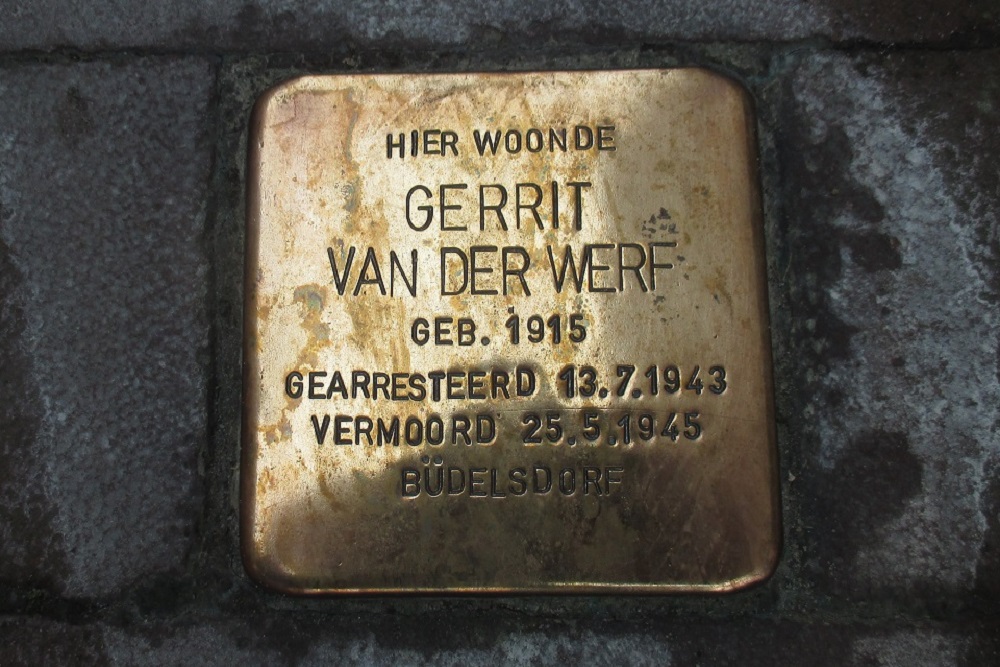 HIER WOONDE
GERRIT
VAN DER WERF
GEB. 1915
GEARRESTEERD 13.7.1943
VERMOORD 25.5.1945
BÜDELSDORF